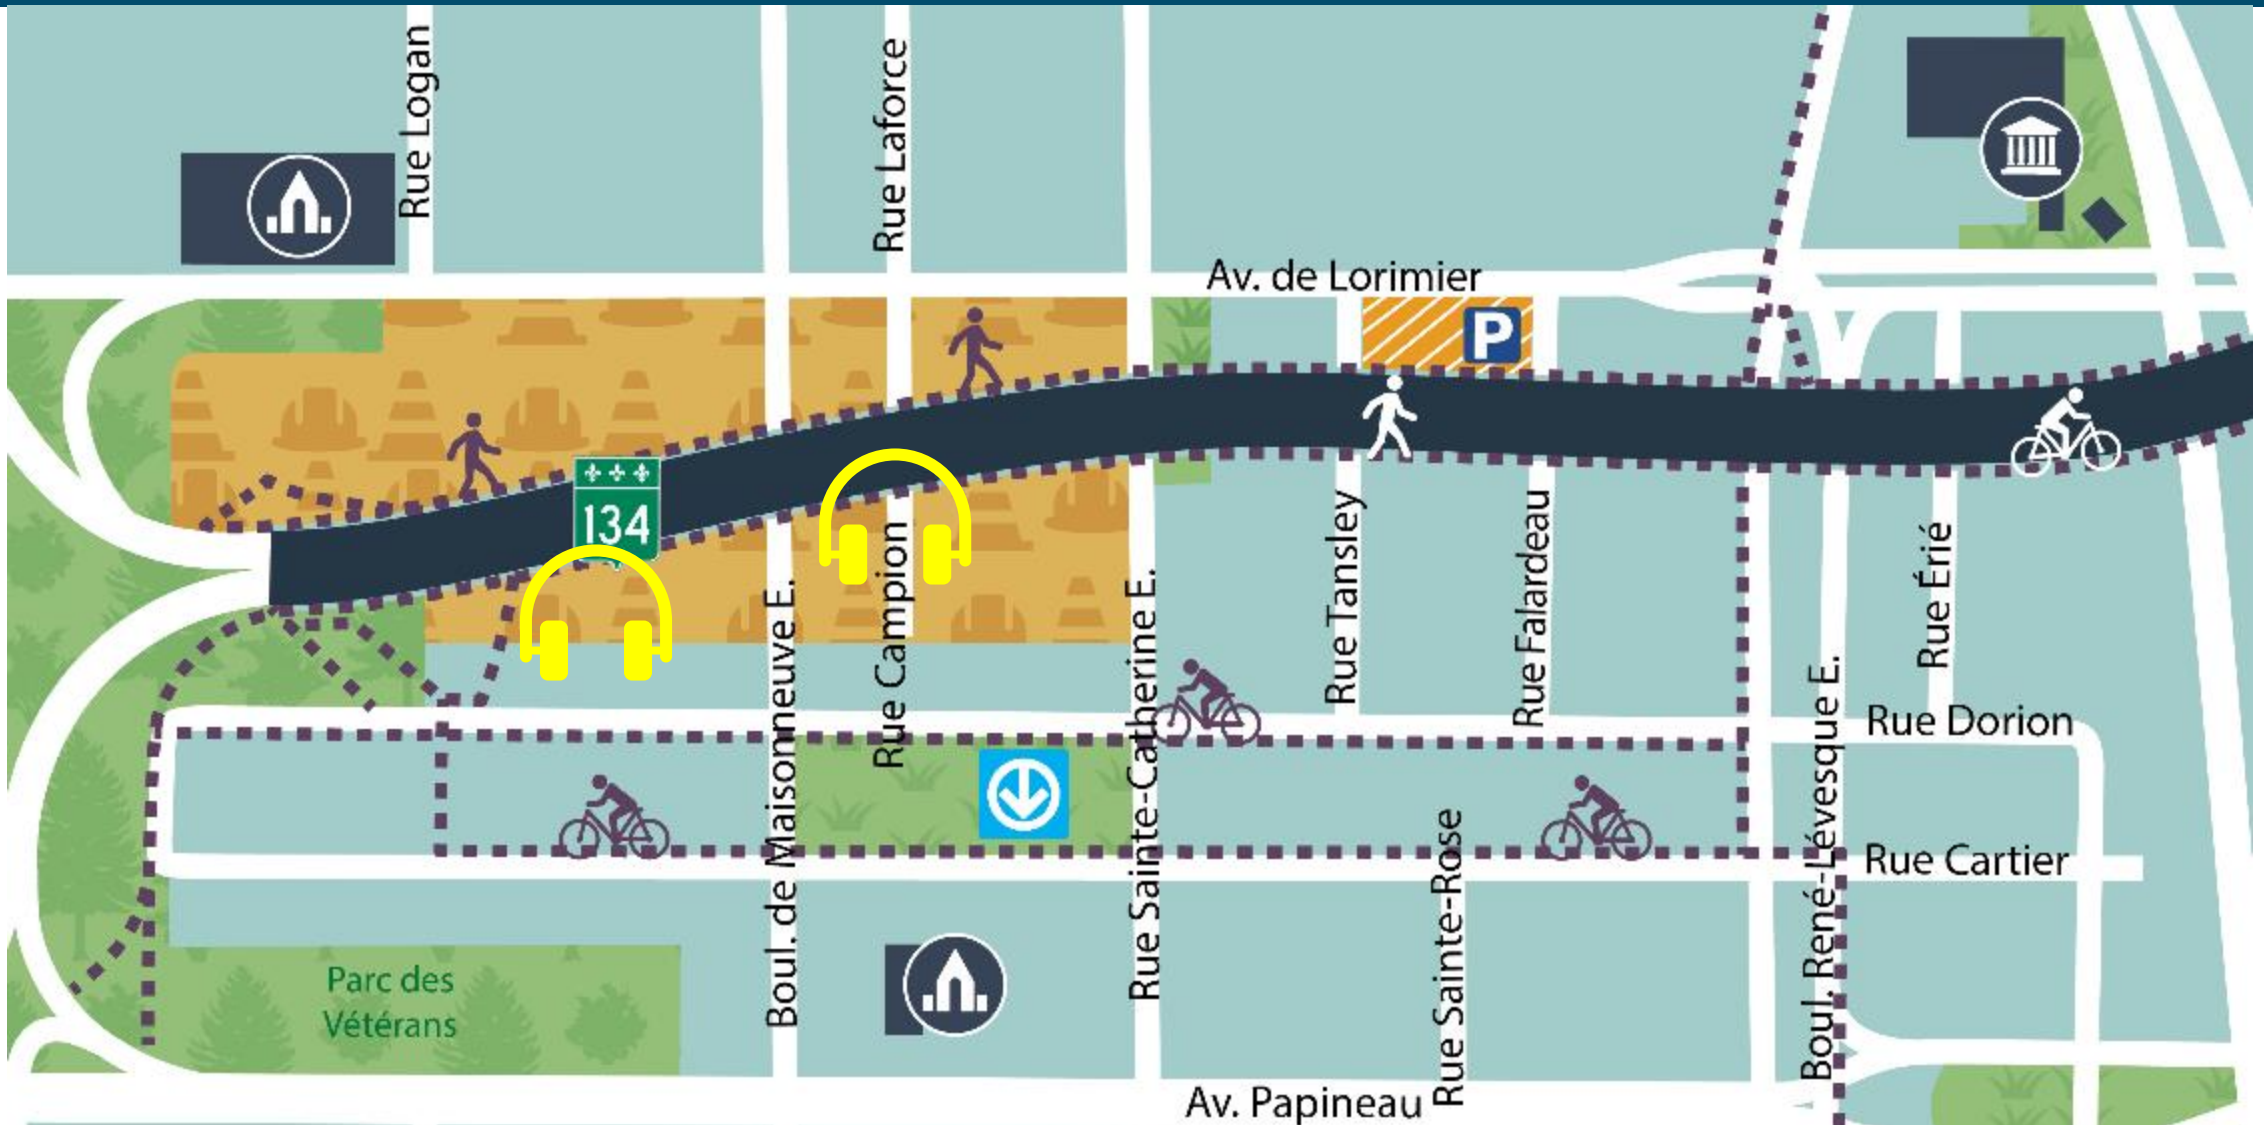 Rue Logan
Rue Laforce
Av. de Lorimier
P
134
Rue Campion
Boul. de Maisonneuve E.
Rue Sainte-Catherine E.
Rue Tansley
Rue Falardeau
Rue Érié
Rue Dorion
Rue Sainte-Rose
Boul. René-Lévesque E.
Rue Cartier
Parc des
Vétérans
Av. Papineau